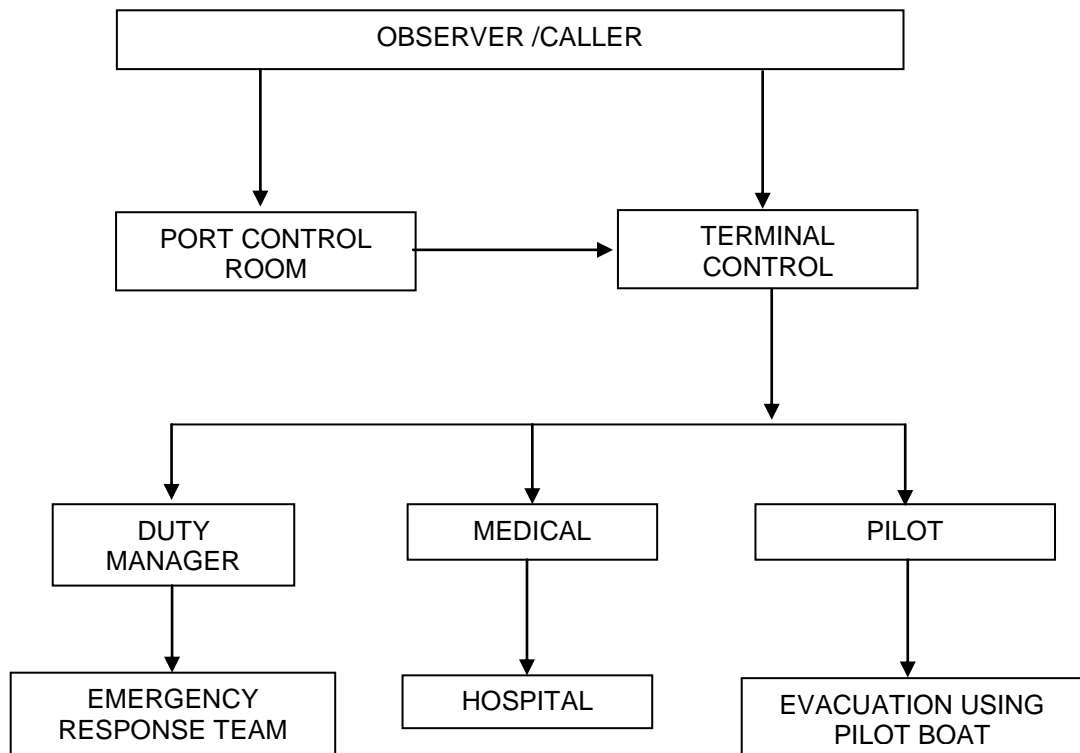 OBSERVER /CALLER
PORT CONTROL
ROOM
TERMINAL
CONTROL
DUTY
MANAGER
MEDICAL
PILOT
EMERGENCY
RESPONSE TEAM
HOSPITAL
EVACUATION USING
PILOT BOAT